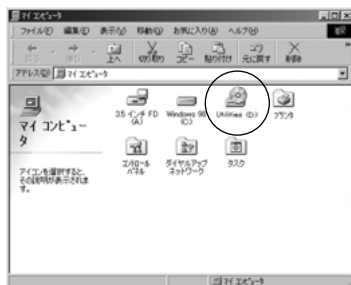 マイ コンピュータ
ファイル(F) 編集(E) 表示(V) 移動(G) お気に入り(A) ヘルプ(H)
戻る 進む 上へ 切り取り コピー 貼り付け 元に戻す 削除
アドレス(D) マイ コンピュータ
マイ コンピュー
タ
アイコンを選択すると、
その説明が表示されま
す。
3.5 インチ FD
(A:)
Windows 98
(C:)
Utilities (D:)
プリンタ
コントロール
パネル
ダイヤルアップ
ネットワーク
タスク
マイ コンピュータ